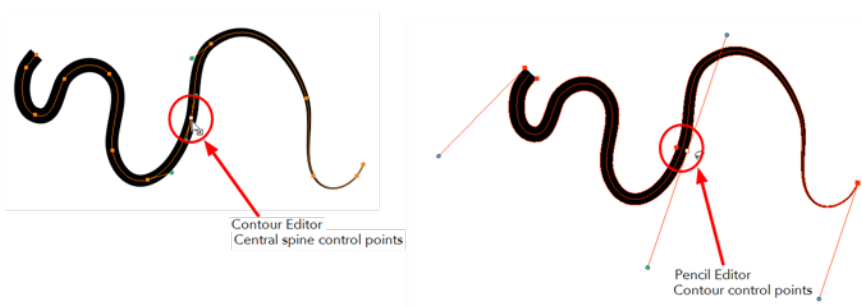 Contour Editor
Central spine control points
Pencil Editor
Contour control points